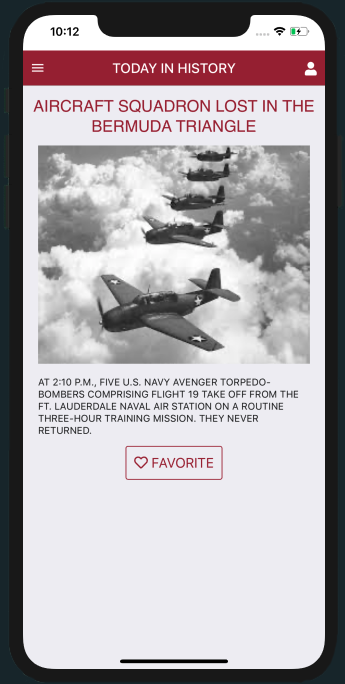 10:12
TODAY IN HISTORY
AIRCRAFT SQUADRON LOST IN THE
BERMUDA TRIANGLE
AT 2:10 P.M., FIVE U.S. NAVY AVENGER TORPEDO-
BOMBERS COMPRISING FLIGHT 19 TAKE OFF FROM THE
FT. LAUDERDALE NAVAL AIR STATION ON A ROUTINE
THREE-HOUR TRAINING MISSION. THEY NEVER
RETURNED.
FAVORITE